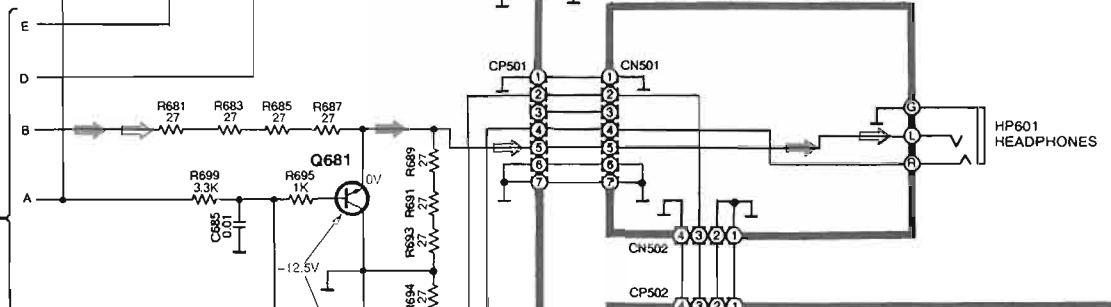 E
D
B
A
R681
27
R683
27
R685
27
R687
27
Q681
0V
R699
3.3K
R695
1K
C685
0.01
-12.5V
R689
27
R691
27
R693
27
R694
27
CP501
1
2
3
4
5
6
7
CN501
1
2
3
4
5
6
7
G
L
R
HP601
HEADPHONES
4 3 2 1
CN502
CP502
4 3 2 1